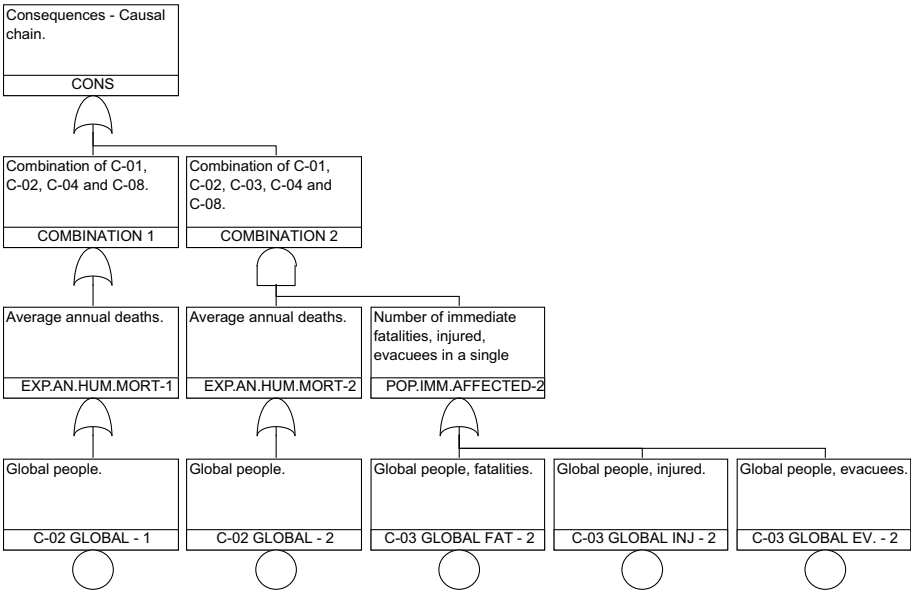 Consequences - Causal
chain.
CONS
Combination of C-01,
C-02, C-04 and C-08.
COMBINATION 1
Combination of C-01,
C-02, C-03, C-04 and
C-08.
COMBINATION 2
Average annual deaths.
EXP.AN.HUM.MORT-1
Average annual deaths.
EXP.AN.HUM.MORT-2
Number of immediate
fatalities, injured,
evacuees in a single
POP.IMM.AFFECTED-2
Global people.
C-02 GLOBAL - 1
Global people.
C-02 GLOBAL - 2
Global people, fatalities.
C-03 GLOBAL FAT - 2
Global people, injured.
C-03 GLOBAL INJ - 2
Global people, evacuees.
C-03 GLOBAL EV. - 2